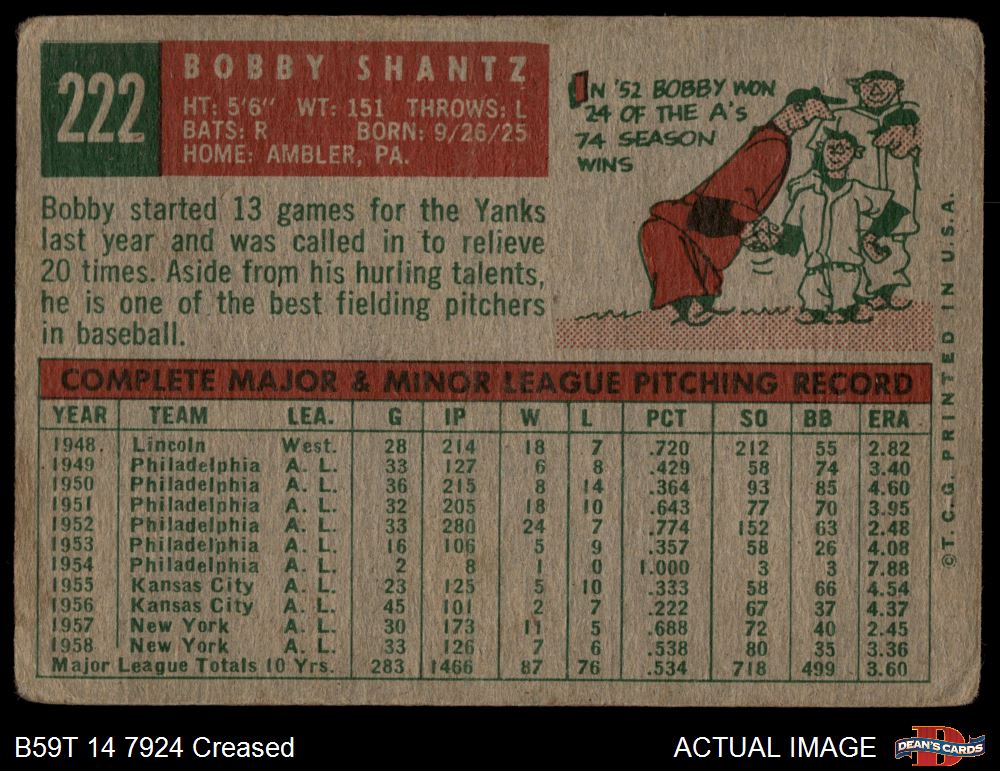 222
BOBBY SHANTZ
HT: 5'6" WT: 151 THROWS: L
BATS: R BORN: 9/26/25
HOME: AMBLER, PA.
IN '52 BOBBY WON
24 OF THE A's
74 SEASON
WINS
Bobby started 13 games for the Yanks
last year and was called in to relieve
20 times. Aside from his hurling talents,
he is one of the best fielding pitchers
in baseball.
COMPLETE MAJOR & MINOR LEAGUE PITCHING RECORD
YEAR TEAM LEA. G IP W L PCT SO BB ERA
1948 Lincoln West. 28 214 18 7 .720 212 55 2.82
1949 Philadelphia A. L. 33 127 6 8 .429 58 74 3.40
1950 Philadelphia A. L. 36 215 8 14 .364 93 85 4.60
1951 Philadelphia A. L. 32 205 18 10 .643 77 70 3.95
1952 Philadelphia A. L. 33 280 24 7 .774 152 63 2.48
1953 Philadelphia A. L. 16 106 5 9 .357 58 26 4.08
1954 Philadelphia A. L. 2 8 1 0 1.000 3 3 7.88
1955 Kansas City A. L. 23 125 5 10 .333 58 66 4.54
1956 Kansas City A. L. 45 101 2 7 .222 67 37 4.37
1957 New York A. L. 30 173 11 5 .688 72 40 2.45
1958 New York A. L. 33 126 7 6 .538 80 35 3.36
Major League Totals 10 Yrs. 283 1466 87 76 .534 718 499 3.60
©T.C.G. PRINTED IN U.S.A.
B59T 14 7924 Creased
ACTUAL IMAGE
DEAN'S CARDS